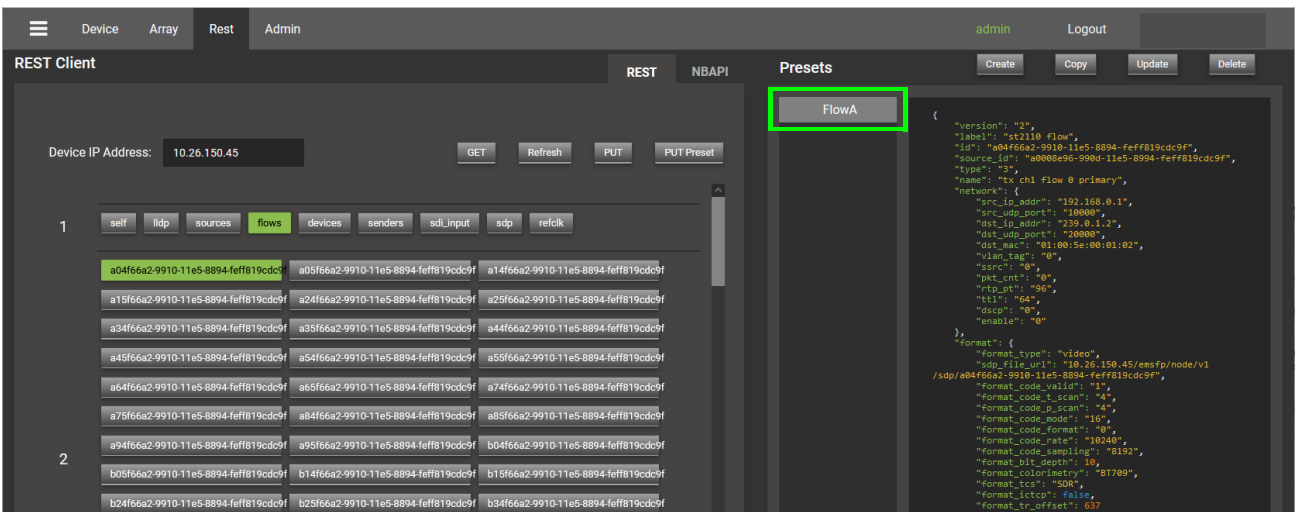 Device Array Rest Admin admin Logout
REST Client
REST NBAPI
Presets
Create Copy Update Delete
FlowA
Device IP Address: 10.26.150.45 GET Refresh PUT PUT Preset
1 self lldp sources flows devices senders sdi_input sdp refclk
a04f66a2-9910-11e5-8894-feff819cdc9f a05f66a2-9910-11e5-8894-feff819cdc9f a14f66a2-9910-11e5-8894-feff819cdc9f
a15f66a2-9910-11e5-8894-feff819cdc9f a24f66a2-9910-11e5-8894-feff819cdc9f a25f66a2-9910-11e5-8894-feff819cdc9f
a34f66a2-9910-11e5-8894-feff819cdc9f a35f66a2-9910-11e5-8894-feff819cdc9f a44f66a2-9910-11e5-8894-feff819cdc9f
a45f66a2-9910-11e5-8894-feff819cdc9f a54f66a2-9910-11e5-8894-feff819cdc9f a55f66a2-9910-11e5-8894-feff819cdc9f
a64f66a2-9910-11e5-8894-feff819cdc9f a65f66a2-9910-11e5-8894-feff819cdc9f a74f66a2-9910-11e5-8894-feff819cdc9f
a75f66a2-9910-11e5-8894-feff819cdc9f a84f66a2-9910-11e5-8894-feff819cdc9f a85f66a2-9910-11e5-8894-feff819cdc9f
2 a94f66a2-9910-11e5-8894-feff819cdc9f a95f66a2-9910-11e5-8894-feff819cdc9f b04f66a2-9910-11e5-8894-feff819cdc9f
b05f66a2-9910-11e5-8894-feff819cdc9f b14f66a2-9910-11e5-8894-feff819cdc9f b15f66a2-9910-11e5-8894-feff819cdc9f
b24f66a2-9910-11e5-8894-feff819cdc9f b25f66a2-9910-11e5-8894-feff819cdc9f b34f66a2-9910-11e5-8894-feff819cdc9f
{
"version": "2",
"label": "st2110 flow",
"id": "a04f66a2-9910-11e5-8894-feff819cdc9f",
"source_id": "a0008e96-990d-11e5-8894-feff819cdc9f",
"type": "3",
"name": "tx ch1 flow 0 primary",
"network": {
"src_ip_addr": "192.168.0.1",
"src_udp_port": "10000",
"dst_ip_addr": "239.0.1.2",
"dst_udp_port": "20000",
"dst_mac": "01:00:5e:00:01:02",
"vlan_tag": "0",
"ssrc": "0",
"pkt_cnt": "0",
"rtp_pt": "96",
"ttl": "64",
"dscp": "0",
"enable": "0"
},
"format": {
"format_type": "video",
"sdp_file_url": "10.26.150.45/emsfp/node/v1
/sdp/a04f66a2-9910-11e5-8894-feff819cdc9f",
"format_code_valid": "1",
"format_code_t_scan": "4",
"format_code_p_scan": "4",
"format_code_mode": "16",
"format_code_format": "0",
"format_code_rate": "10240",
"format_code_sampling": "8192",
"format_bit_depth": 10,
"format_colorimetry": "BT709",
"format_tcs": "SDR",
"format_ictcp": false,
"format_tr_offset": 637